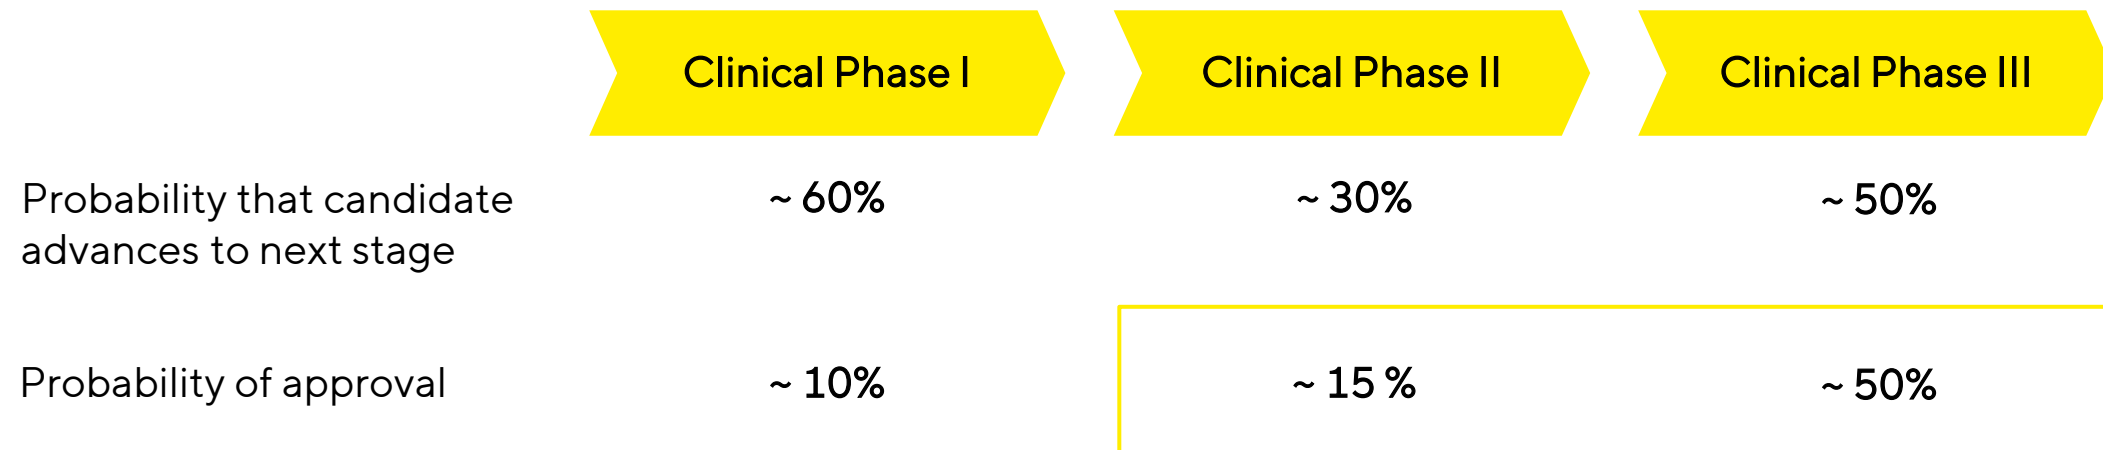 Clinical Phase I Clinical Phase II Clinical Phase III
Probability that candidate ~ 60% ~ 30% ~ 50%
advances to next stage
Probability of approval ~ 10% ~ 15 % ~ 50%